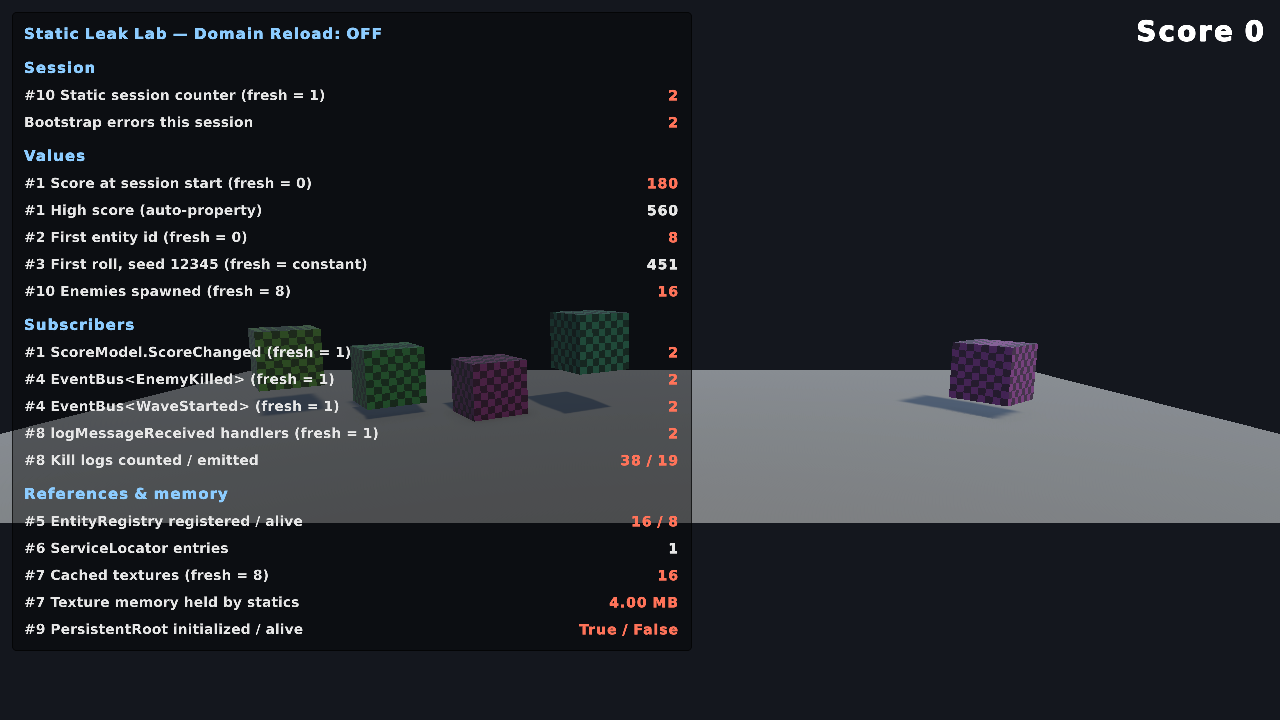 Static Leak Lab — Domain Reload: OFF
Score 0
Session
#10 Static session counter (fresh = 1) 2
Bootstrap errors this session 2
Values
#1 Score at session start (fresh = 0) 180
#1 High score (auto-property) 560
#2 First entity id (fresh = 0) 8
#3 First roll, seed 12345 (fresh = constant) 451
#10 Enemies spawned (fresh = 8) 16
Subscribers
#1 ScoreModel.ScoreChanged (fresh = 1) 2
#4 EventBus<EnemyKilled> (fresh = 1) 2
#4 EventBus<WaveStarted> (fresh = 1) 2
#8 logMessageReceived handlers (fresh = 1) 2
#8 Kill logs counted / emitted 38 / 19
References & memory
#5 EntityRegistry registered / alive 16 / 8
#6 ServiceLocator entries 1
#7 Cached textures (fresh = 8) 16
#7 Texture memory held by statics 4.00 MB
#9 PersistentRoot initialized / alive True / False